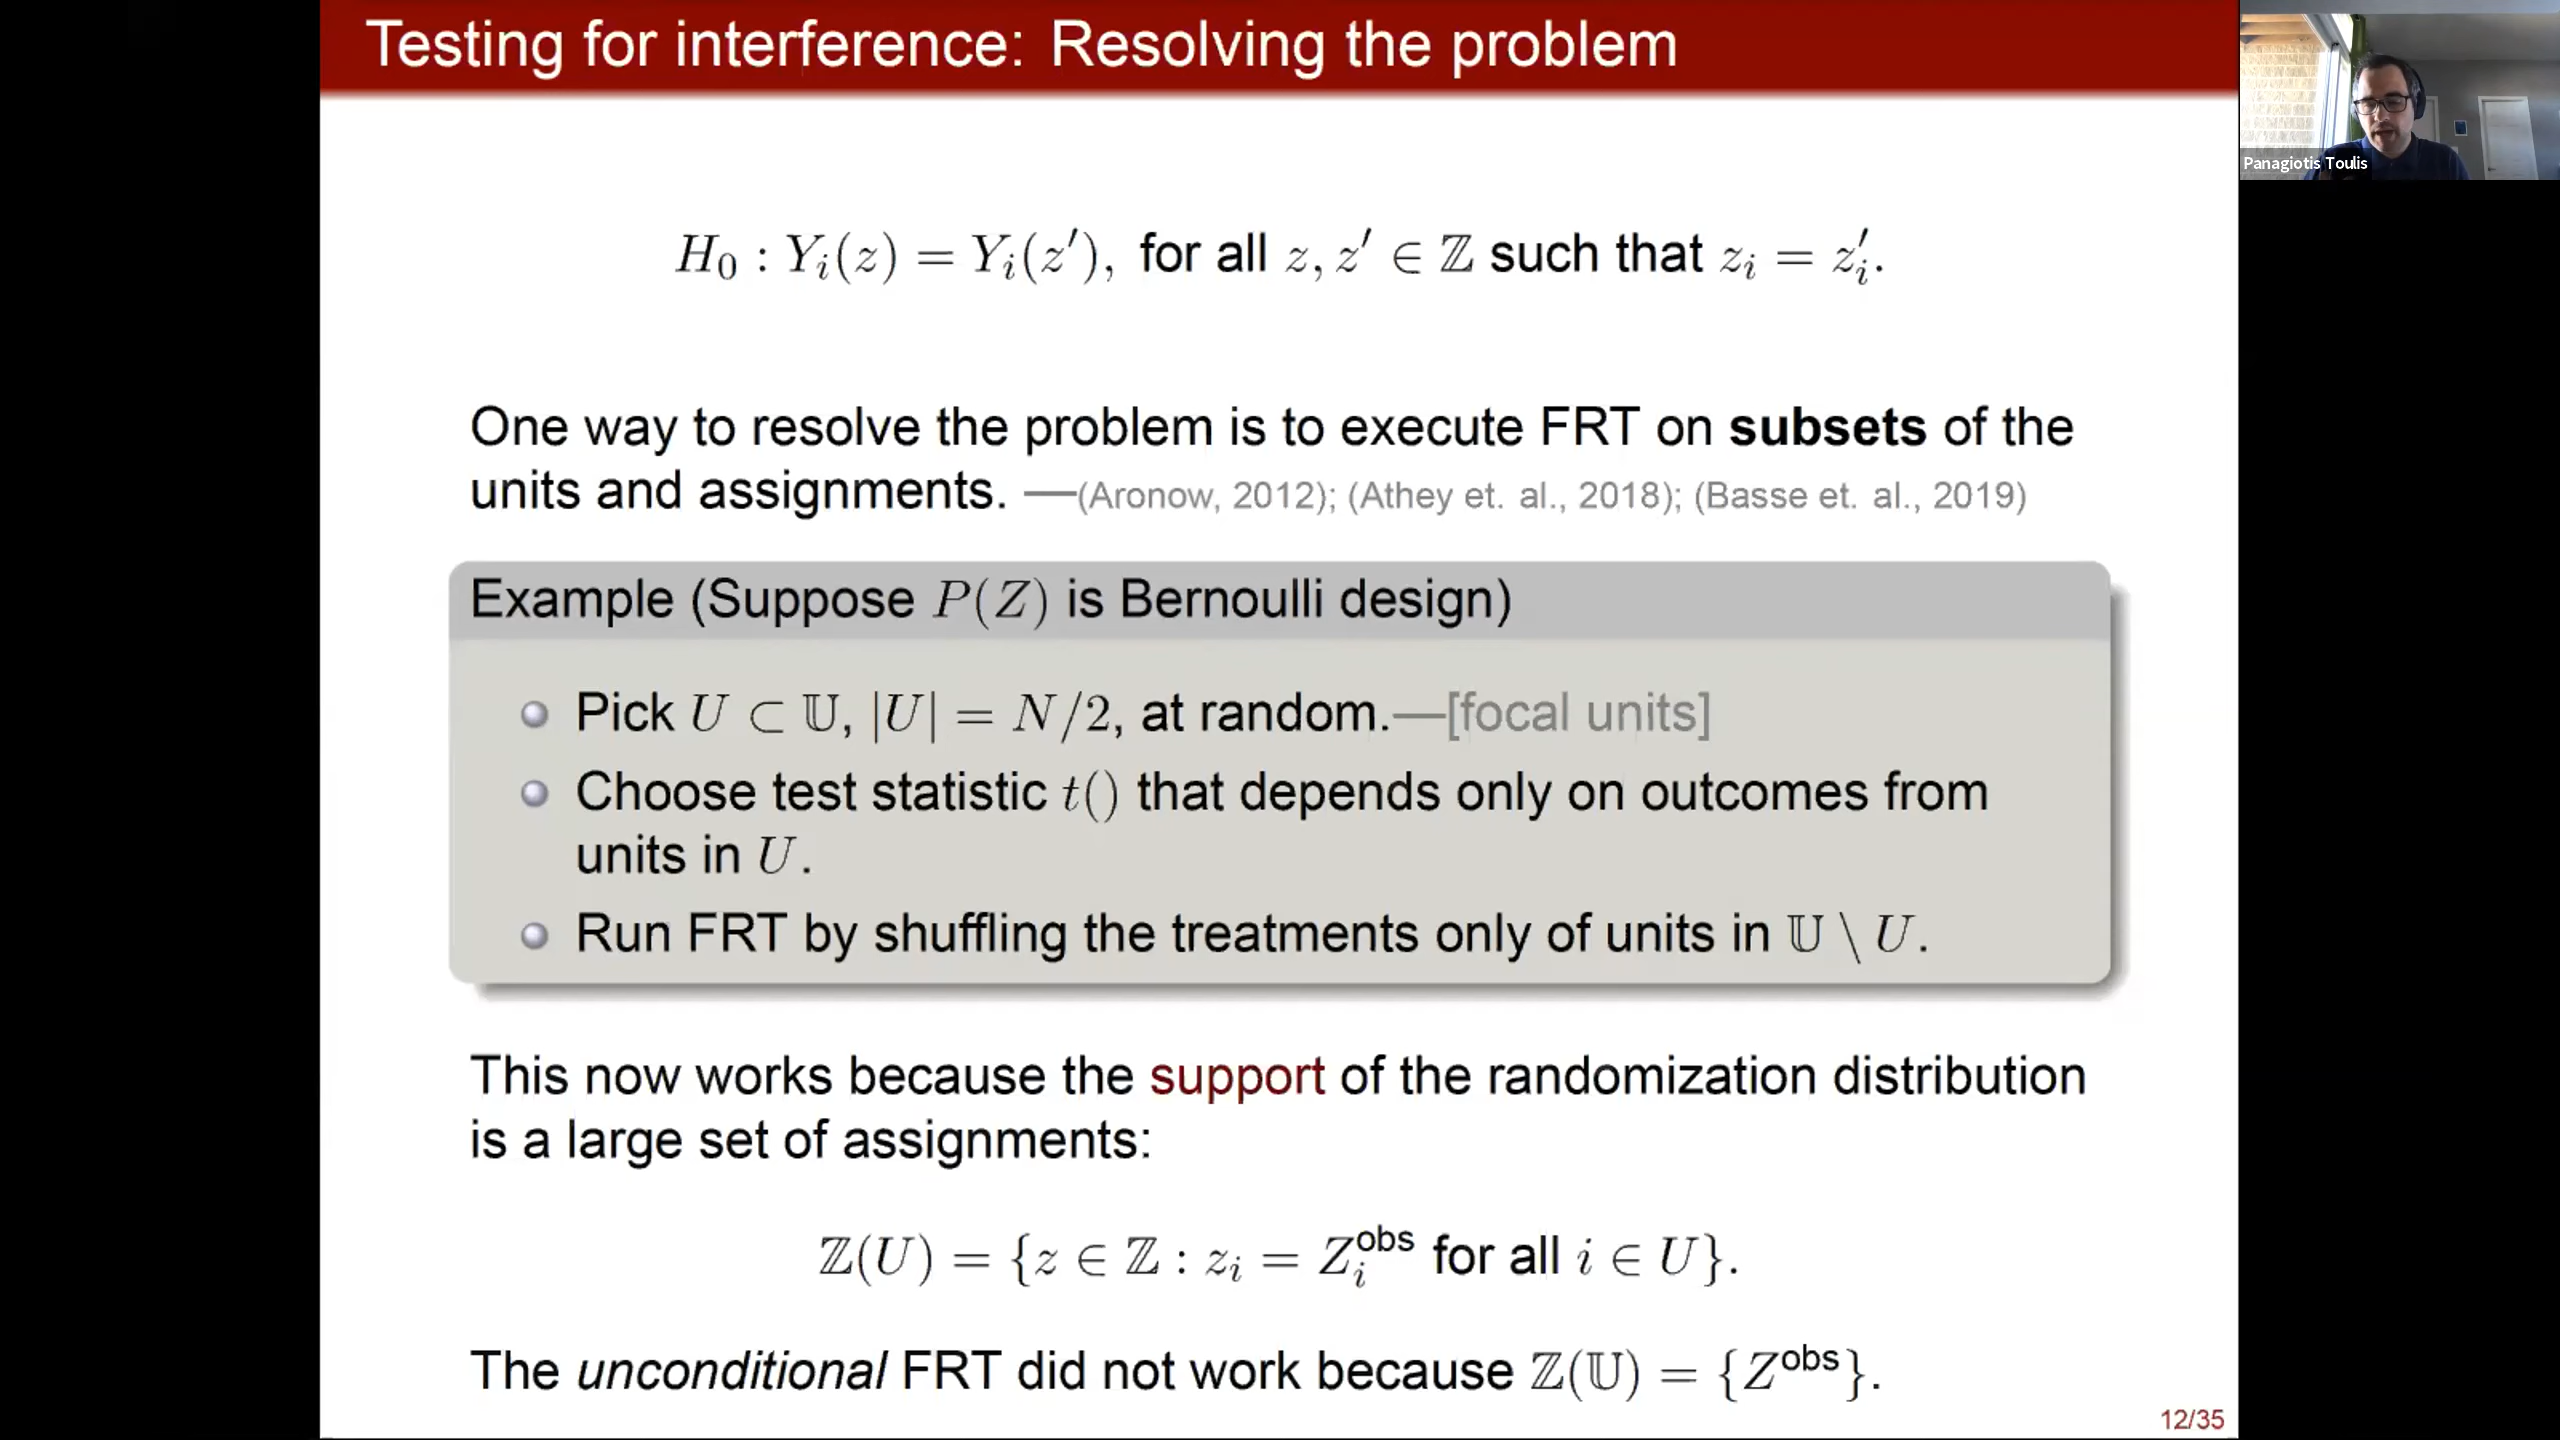 Testing for interference: Resolving the problem
Panagiotis Toulis
H₀ : Yᵢ(z) = Yᵢ(z′), for all z, z′ ∈ ℤ such that zᵢ = z′ᵢ.
One way to resolve the problem is to execute FRT on subsets of the
units and assignments. —(Aronow, 2012); (Athey et. al., 2018); (Basse et. al., 2019)
Example (Suppose P(Z) is Bernoulli design)
Pick U ⊂ 𝕌, |U| = N/2, at random.—[focal units]
Choose test statistic t() that depends only on outcomes from
units in U.
Run FRT by shuffling the treatments only of units in 𝕌 \ U.
This now works because the support of the randomization distribution
is a large set of assignments:
ℤ(U) = {z ∈ ℤ : zᵢ = Zᵢᵒᵇˢ for all i ∈ U}.
The unconditional FRT did not work because ℤ(𝕌) = {Zᵒᵇˢ}.
12/35